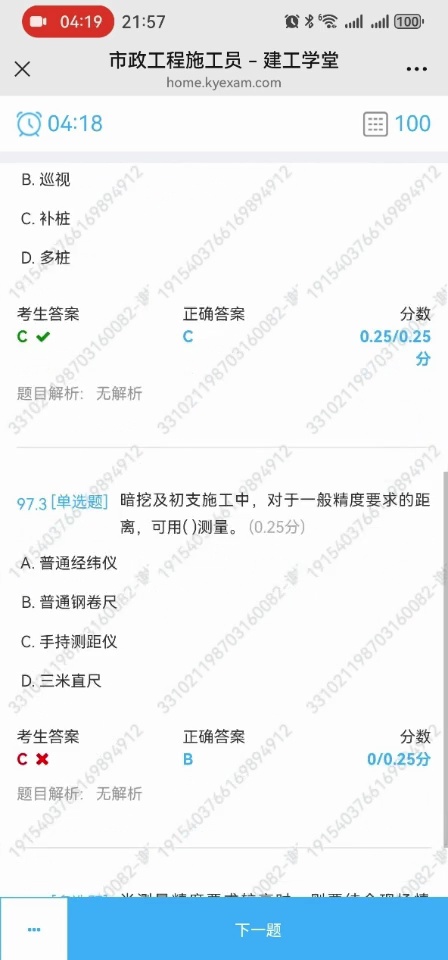 04:19 21:57 6 100
市政工程施工员 – 建工学堂
home.kyexam.com
04:18 100
B. 巡视
C. 补桩
D. 多桩
考生答案 正确答案 分数
C C 0.25/0.25
分
题目解析: 无解析
97.3 [单选题] 暗挖及初支施工中，对于一般精度要求的距
离，可用( )测量。(0.25分)
A. 普通经纬仪
B. 普通钢卷尺
C. 手持测距仪
D. 三米直尺
考生答案 正确答案 分数
C B 0/0.25分
题目解析: 无解析
下一题
331021198703160082-谢
191540376616989​4912